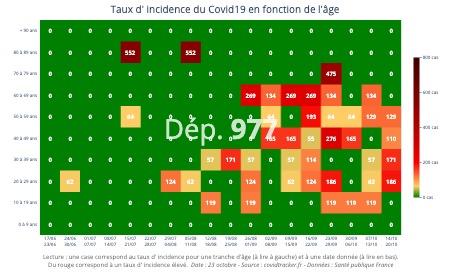 Taux d' incidence du Covid19 en fonction de l'âge
+ 90 ans 0 0 0 0 0 0 0 0 0 0 0 0 0 0 0 0 0 0
80 à 89 ans 0 0 0 0 552 0 0 552 0 0 0 0 0 0 0 0 0 0
70 à 79 ans 0 0 0 0 0 0 0 0 0 0 0 0 0 0 475 0 0 0
60 à 69 ans 0 0 0 0 0 0 0 0 0 0 269 134 269 269 134 0 134 0
50 à 59 ans 0 0 0 0 64 0 0 0 0 0 0 64 0 193 64 64 129 129
Dép. 977
40 à 49 ans 0 0 0 0 0 0 0 0 0 0 0 165 165 55 276 165 0 110
30 à 39 ans 0 0 0 0 0 0 0 0 57 171 57 0 57 114 0 0 57 171
20 à 29 ans 0 62 0 0 0 0 124 62 0 0 124 0 62 124 186 0 62 186
10 à 19 ans 0 0 0 0 0 0 0 0 119 0 119 0 0 0 119 119 119 0
0 à 9 ans 0 0 0 0 0 0 0 0 0 0 0 0 0 0 0 0 0 0
17/06 24/06 01/07 08/07 15/07 22/07 29/07 05/08 12/08 19/08 26/08 02/09 09/09 16/09 23/09 30/09 07/10 14/10
23/06 30/06 07/07 14/07 21/07 28/07 04/08 11/08 18/08 25/08 01/09 08/09 15/09 22/09 29/09 06/10 13/10 20/10
800 cas
600 cas
400 cas
200 cas
0 cas
Lecture : une case correspond au taux d' incidence pour une tranche d'âge (à lire à gauche) et à une date donnée (à lire en bas).
Du rouge correspond à un taux d' incidence élevé. Date : 23 octobre - Source : covidtracker.fr - Données : Santé publique France